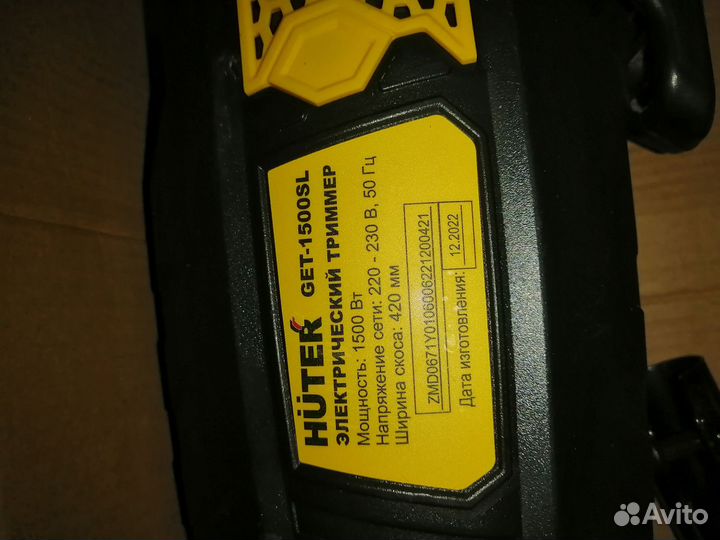 HÜTER GET-1500SL
ЭЛЕКТРИЧЕСКИЙ ТРИММЕР
Мощность: 1500 Вт
Напряжение сети: 220 - 230 В, 50 Гц
Ширина скоса: 420 мм
ZMD0671Y0106006221200421
Дата изготовления: 12.2022
Avito